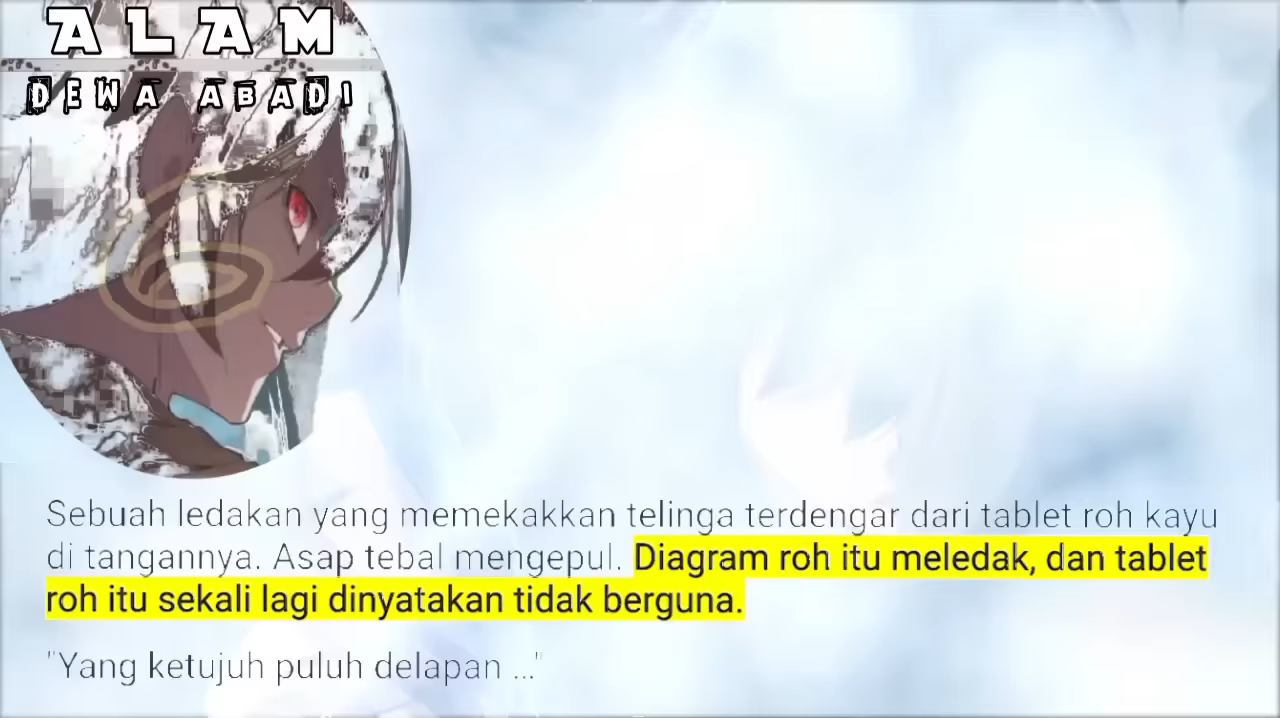 ALAM
DEWA ABADI
Sebuah ledakan yang memekakkan telinga terdengar dari tablet roh kayu
di tangannya. Asap tebal mengepul. Diagram roh itu meledak, dan tablet
roh itu sekali lagi dinyatakan tidak berguna.
"Yang ketujuh puluh delapan ..."